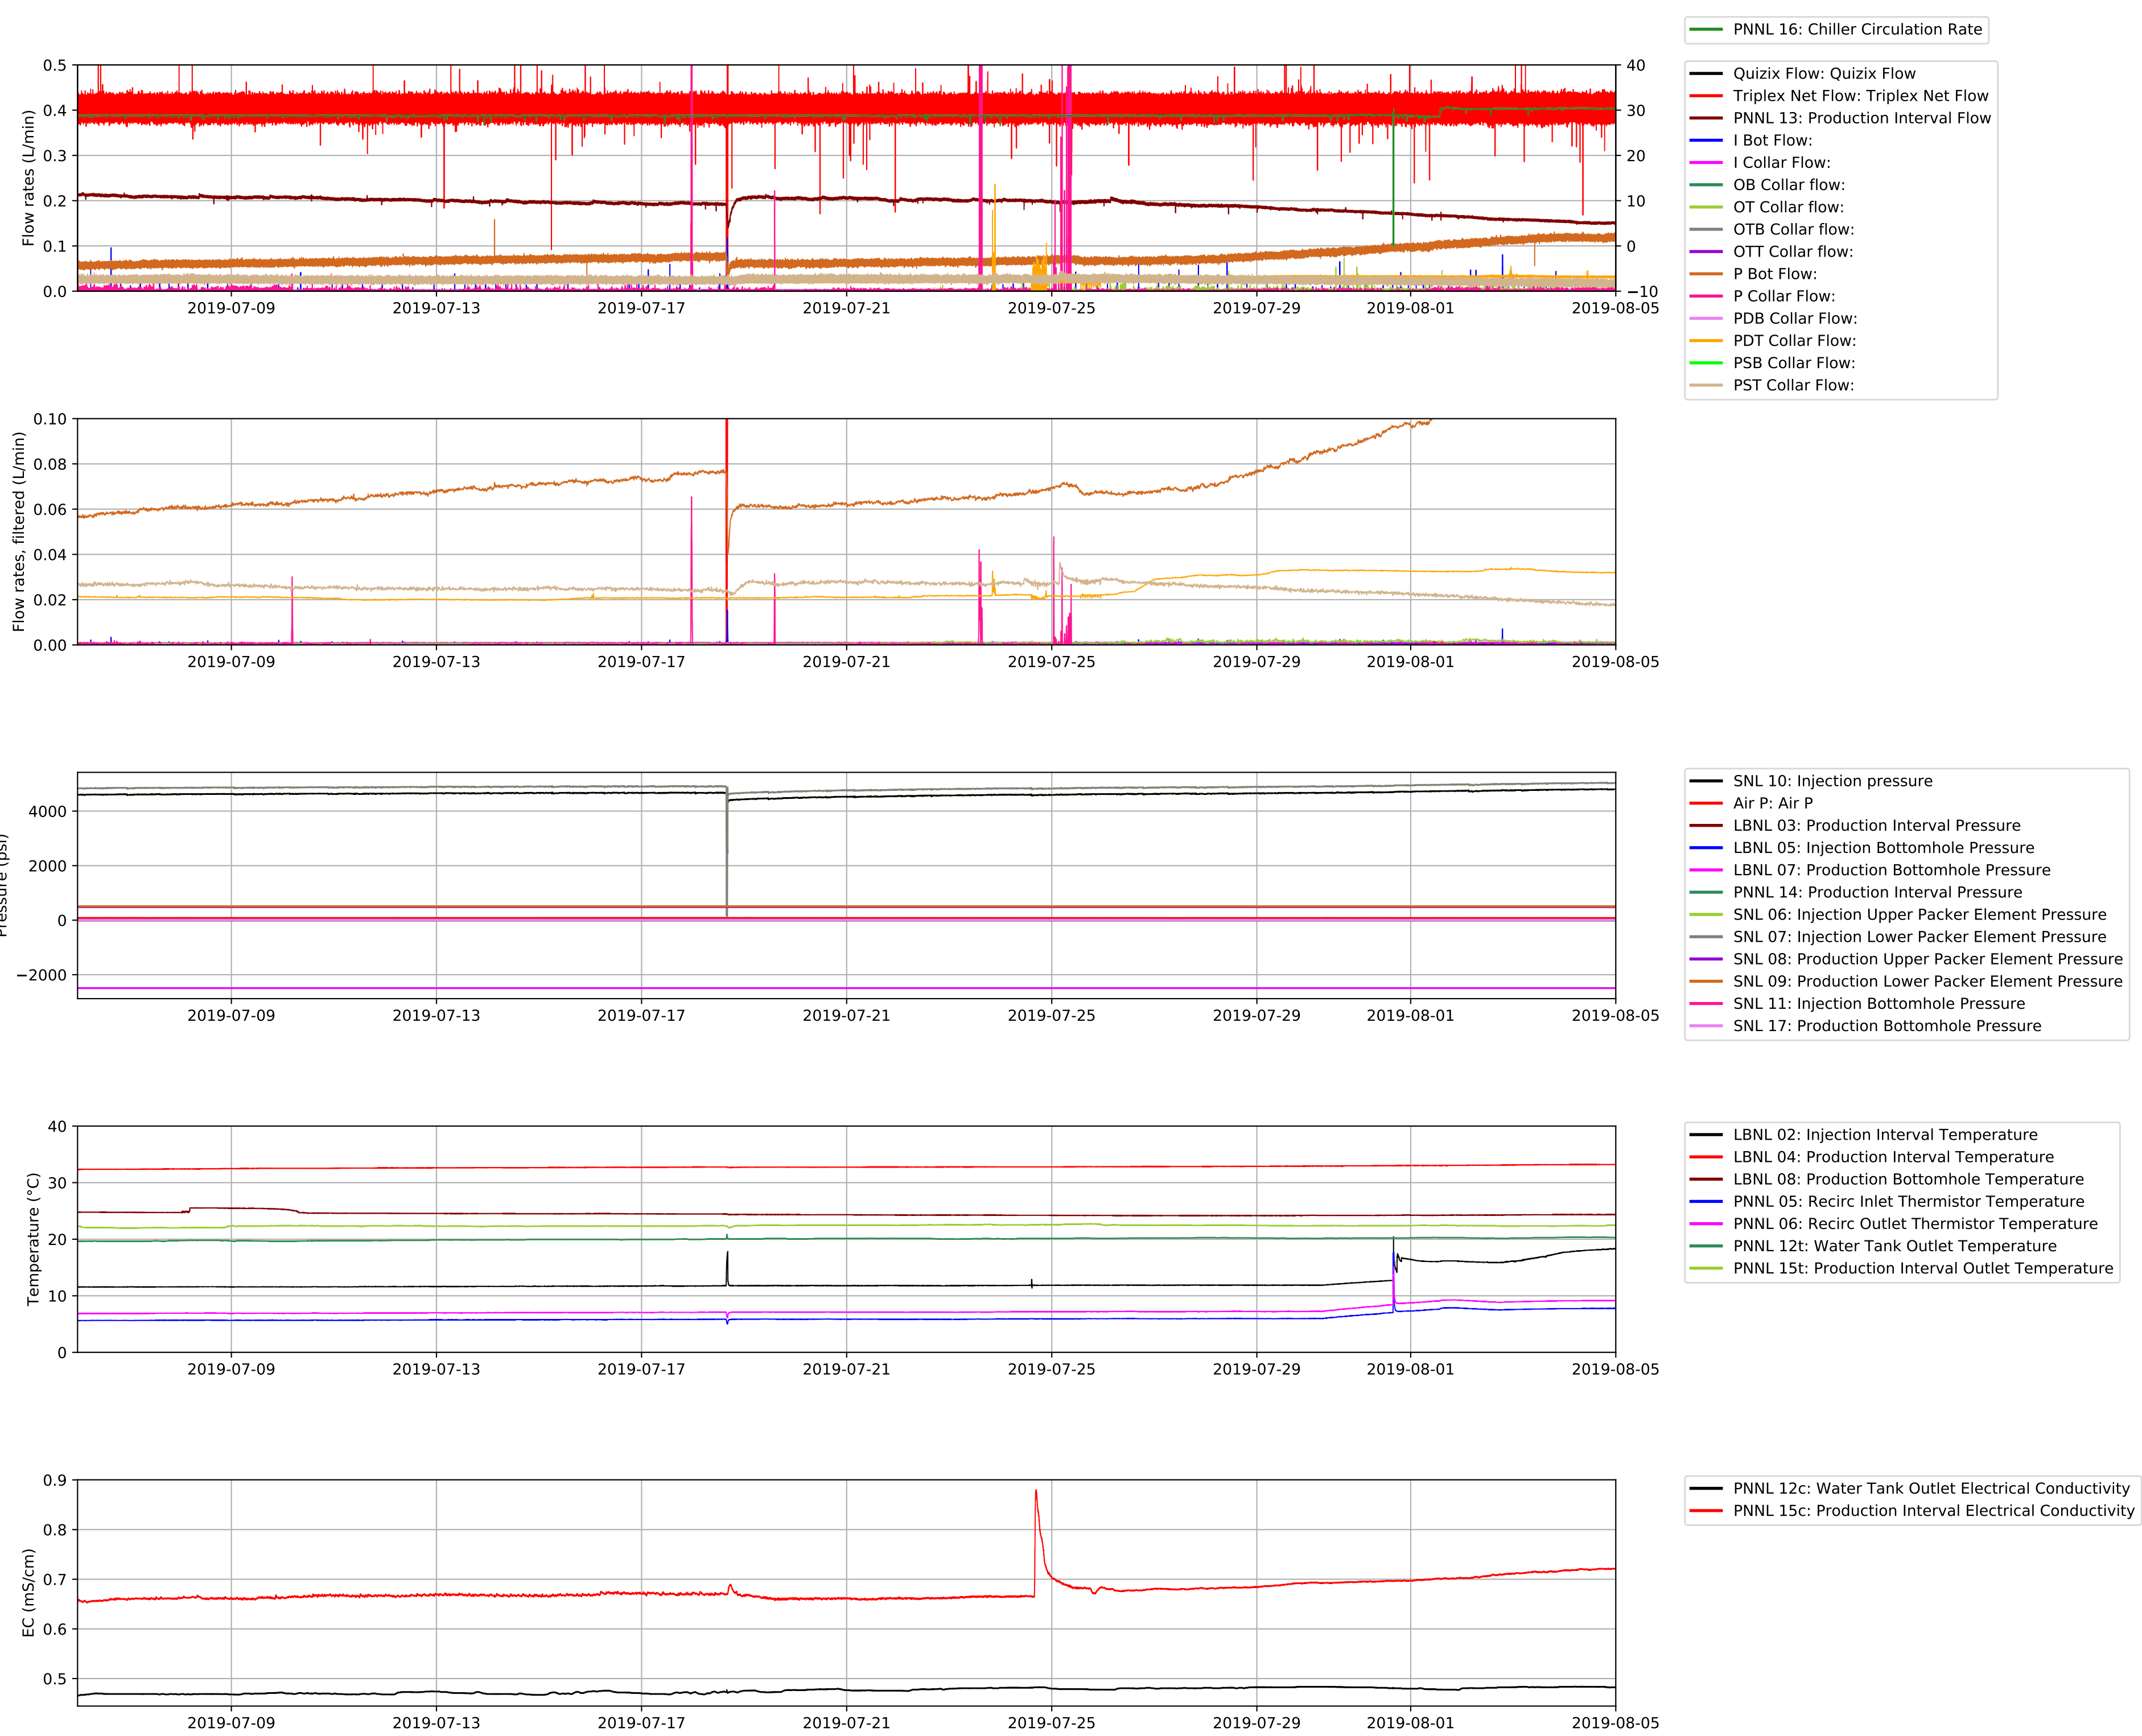 PNNL 16: Chiller Circulation Rate
Flow rates (L/min)
0.5
0.4
0.3
0.2
0.1
0.0
40
30
20
10
0
−10
2019-07-09 2019-07-13 2019-07-17 2019-07-21 2019-07-25 2019-07-29 2019-08-01 2019-08-05
Quizix Flow: Quizix Flow
Triplex Net Flow: Triplex Net Flow
PNNL 13: Production Interval Flow
I Bot Flow:
I Collar Flow:
OB Collar flow:
OT Collar flow:
OTB Collar flow:
OTT Collar flow:
P Bot Flow:
P Collar Flow:
PDB Collar Flow:
PDT Collar Flow:
PSB Collar Flow:
PST Collar Flow:
Flow rates, filtered (L/min)
0.10
0.08
0.06
0.04
0.02
0.00
2019-07-09 2019-07-13 2019-07-17 2019-07-21 2019-07-25 2019-07-29 2019-08-01 2019-08-05
Pressure (psi)
4000
2000
0
−2000
2019-07-09 2019-07-13 2019-07-17 2019-07-21 2019-07-25 2019-07-29 2019-08-01 2019-08-05
SNL 10: Injection pressure
Air P: Air P
LBNL 03: Production Interval Pressure
LBNL 05: Injection Bottomhole Pressure
LBNL 07: Production Bottomhole Pressure
PNNL 14: Production Interval Pressure
SNL 06: Injection Upper Packer Element Pressure
SNL 07: Injection Lower Packer Element Pressure
SNL 08: Production Upper Packer Element Pressure
SNL 09: Production Lower Packer Element Pressure
SNL 11: Injection Bottomhole Pressure
SNL 17: Production Bottomhole Pressure
Temperature (°C)
40
30
20
10
0
2019-07-09 2019-07-13 2019-07-17 2019-07-21 2019-07-25 2019-07-29 2019-08-01 2019-08-05
LBNL 02: Injection Interval Temperature
LBNL 04: Production Interval Temperature
LBNL 08: Production Bottomhole Temperature
PNNL 05: Recirc Inlet Thermistor Temperature
PNNL 06: Recirc Outlet Thermistor Temperature
PNNL 12t: Water Tank Outlet Temperature
PNNL 15t: Production Interval Outlet Temperature
EC (mS/cm)
0.9
0.8
0.7
0.6
0.5
2019-07-09 2019-07-13 2019-07-17 2019-07-21 2019-07-25 2019-07-29 2019-08-01 2019-08-05
PNNL 12c: Water Tank Outlet Electrical Conductivity
PNNL 15c: Production Interval Electrical Conductivity